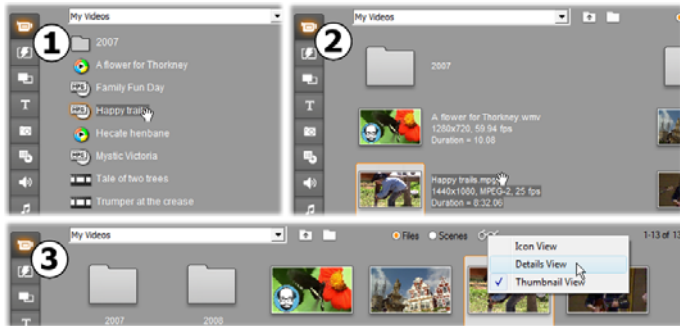 My Videos
1
2007
A flower for Thorkney
Family Fun Day
Happy trails
Hecate henbane
Mystic Victoria
Tale of two trees
Trumper at the crease
T
My Videos
2
2007
A flower for Thorkney.wmv
1280x720, 59.94 fps
Duration = 10.08
Happy trails.mpg
1440x1080, MPEG-2, 25 fps
Duration = 8:32.06
T
My Videos
Files
Scenes
1-13 of 13
3
Icon View
Details View
Thumbnail View
2007
2008
T